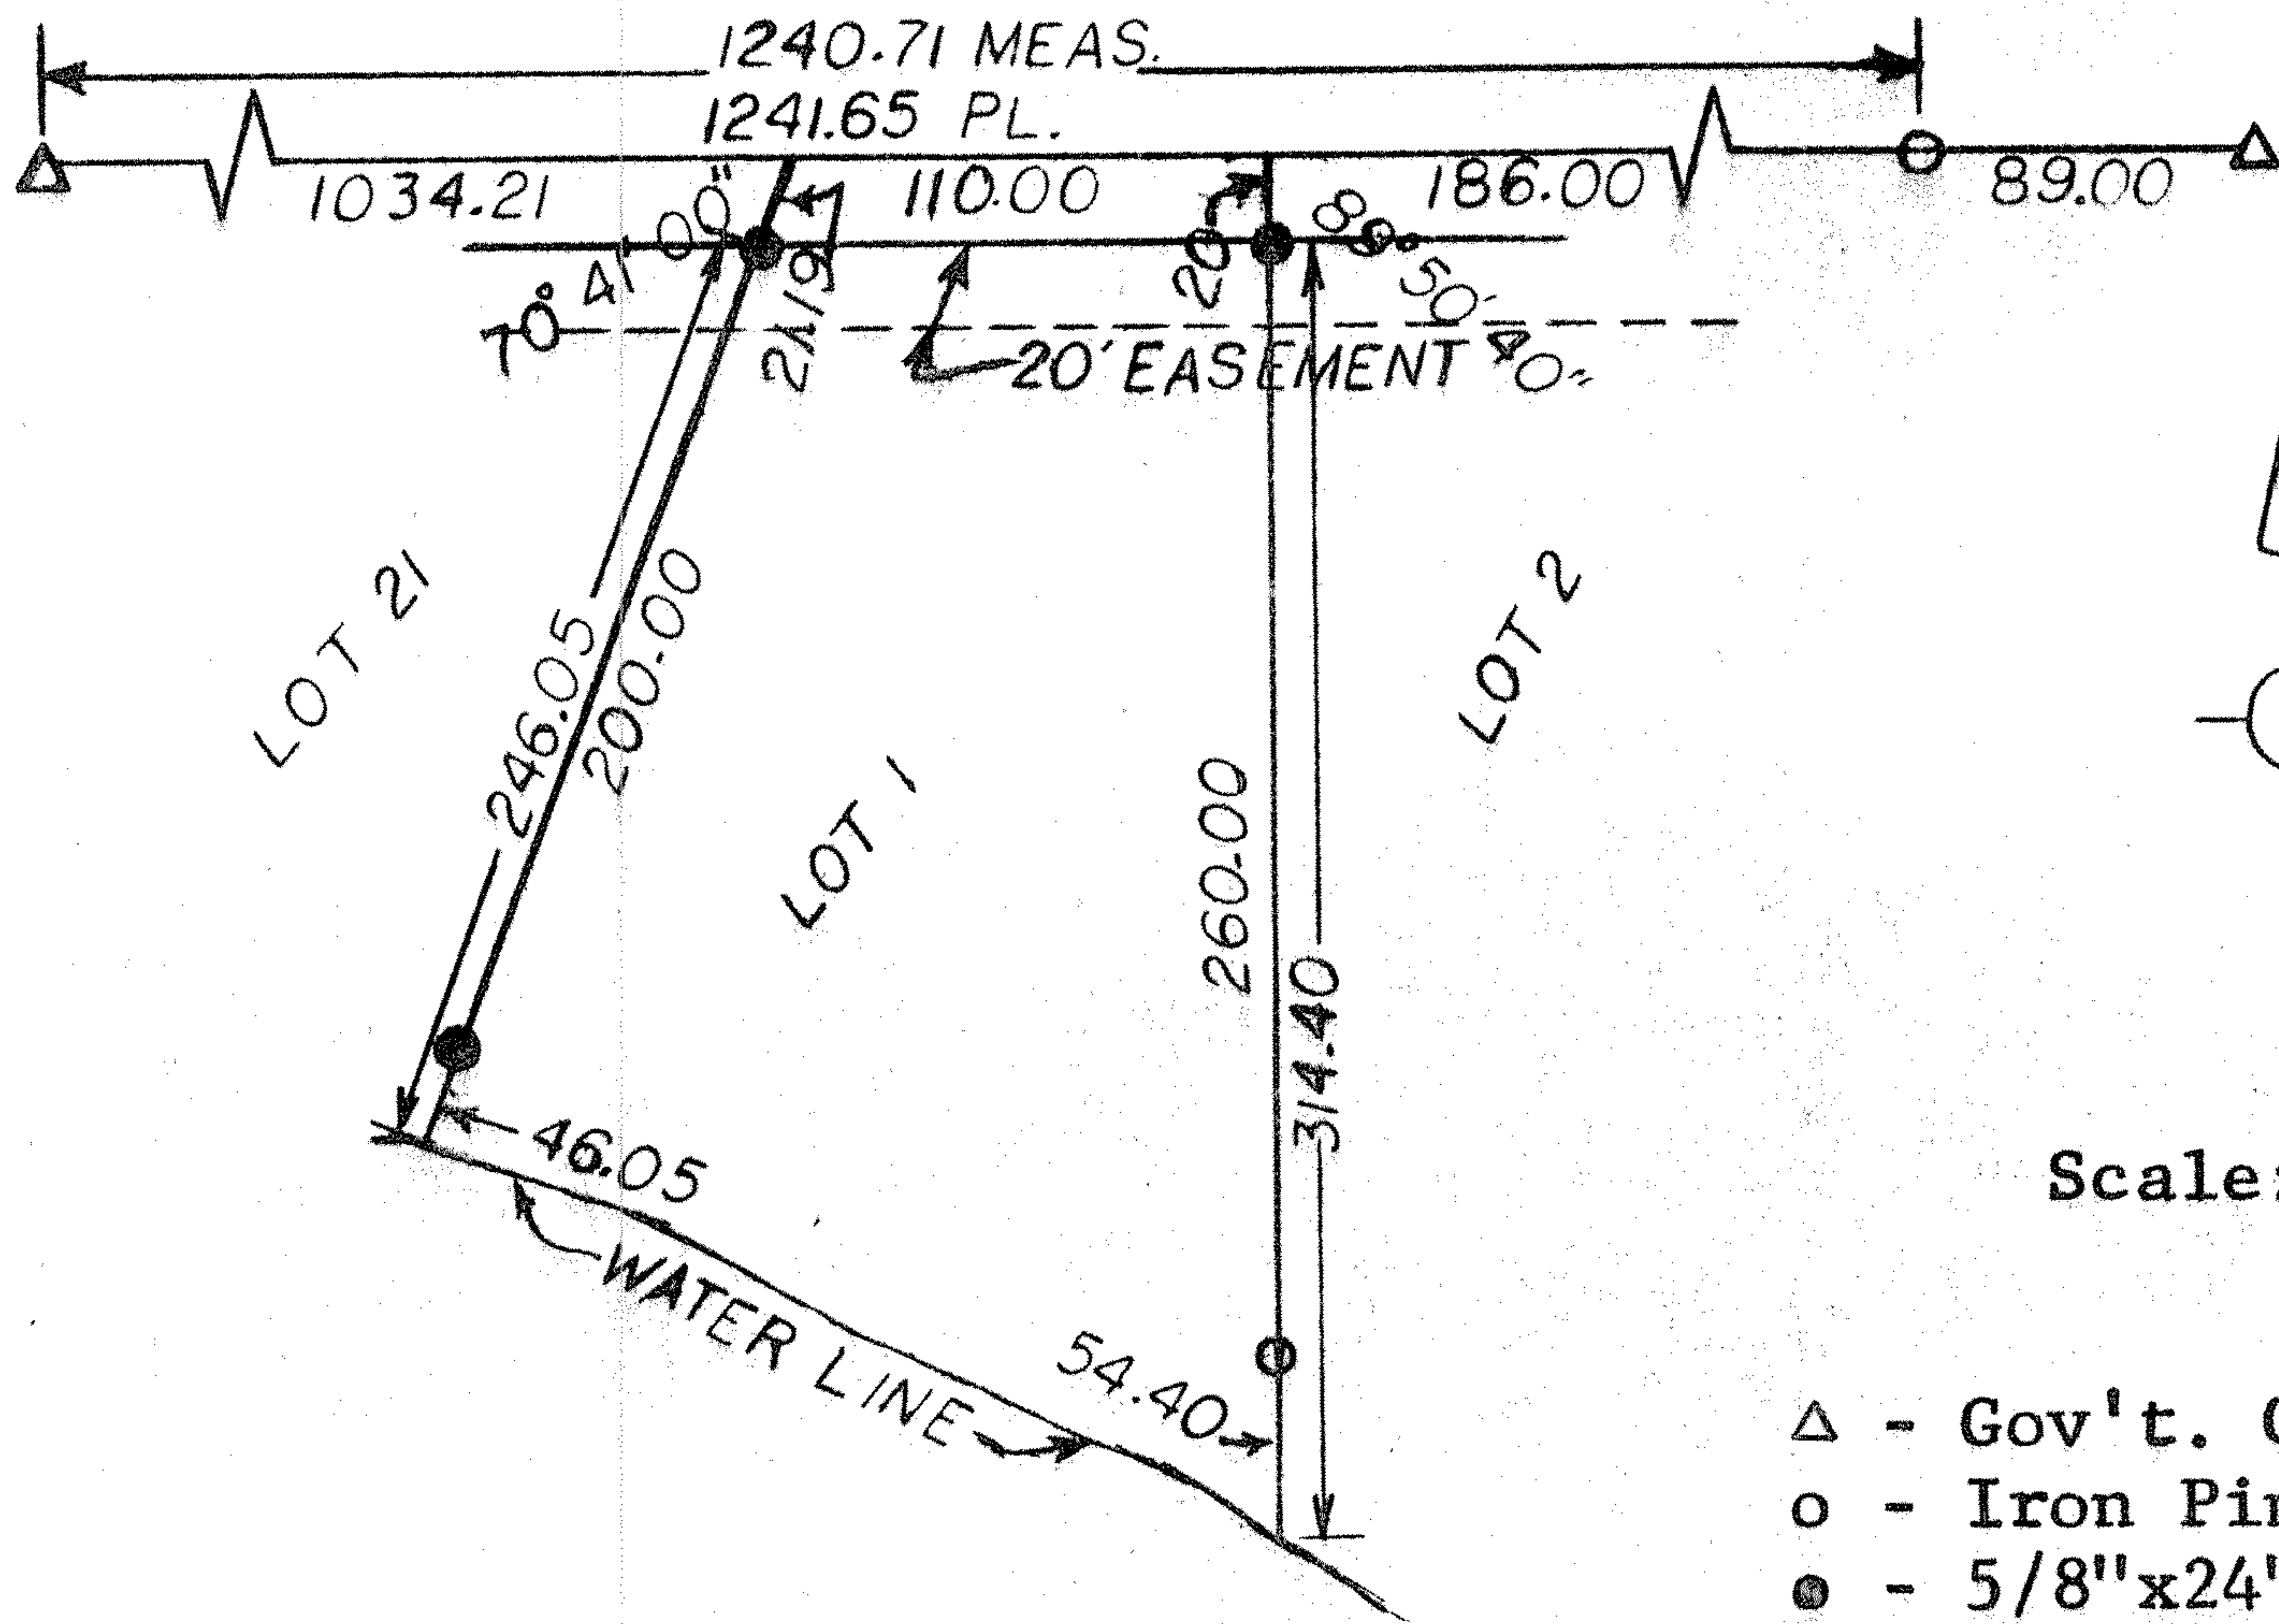 1240.71 MEAS.
1241.65 PL.
1034.21
110.00
186.00
89.00
70° 41' 00"
21.19
20'
89° 50' 40"
20' EASEMENT
LOT 21
246.05
200.00
LOT 1
LOT 2
260.00
314.40
46.05
WATER LINE
54.40
Scale:
△ - Gov't.
o - Iron Pin
● - 5/8"x24"